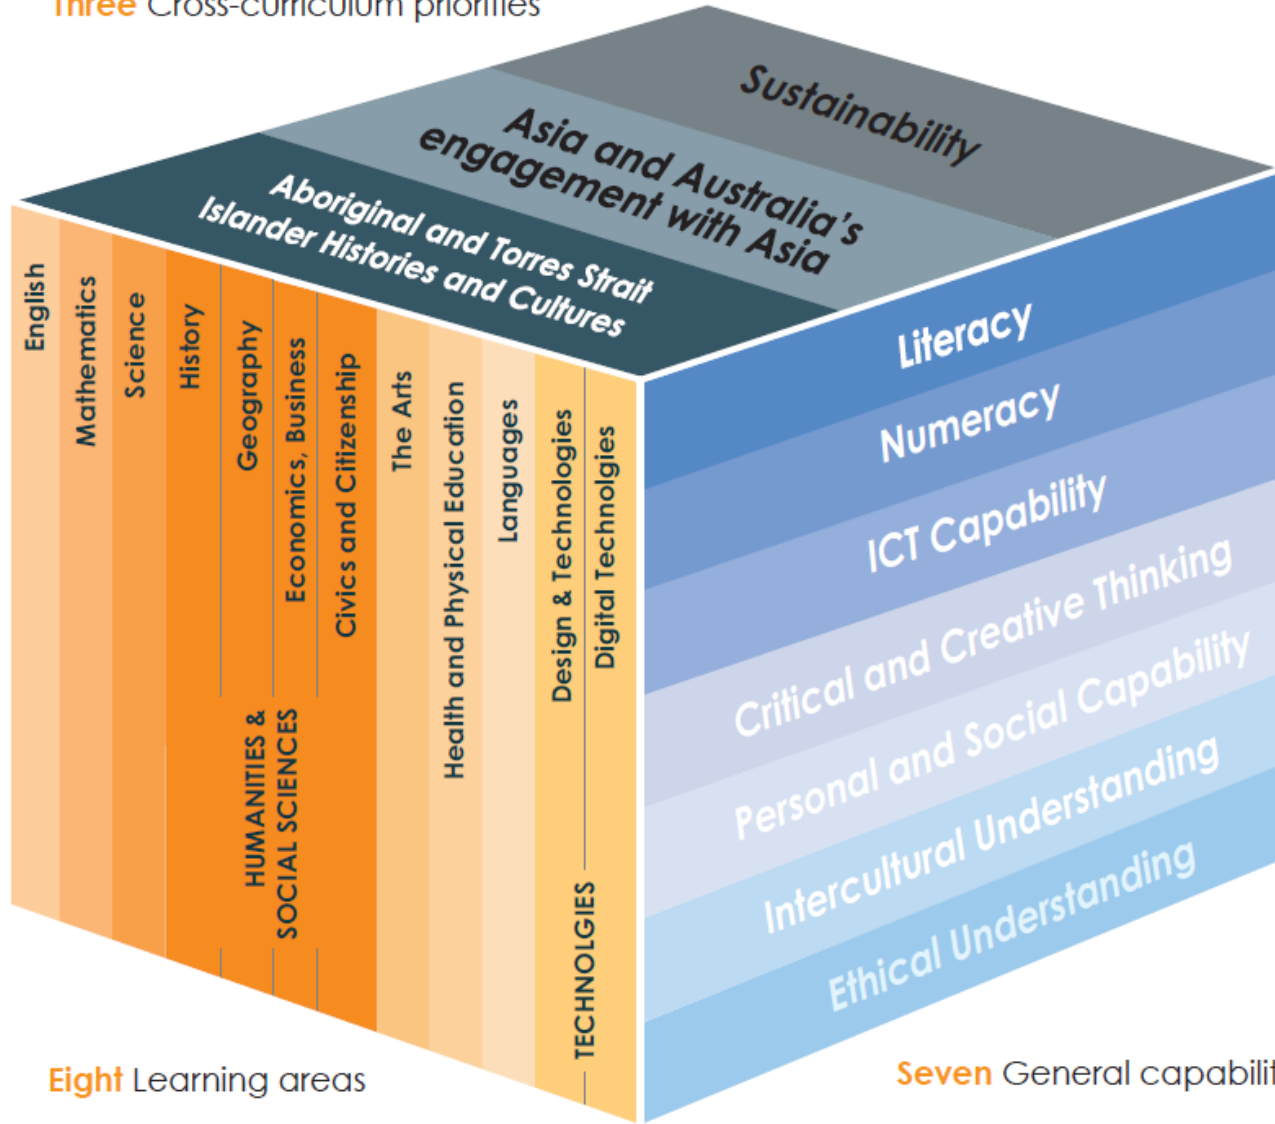 Three Cross-curriculum priorities
Sustainability
Asia and Australia's
engagement with Asia
Aboriginal and Torres Strait
Islander Histories and Cultures
English
Mathematics
Science
History
Geography
Economics, Business
Civics and Citizenship
HUMANITIES &
SOCIAL SCIENCES
The Arts
Health and Physical Education
Languages
Design & Technologies
Digital Technolgies
TECHNOLGIES
Literacy
Numeracy
ICT Capability
Critical and Creative Thinking
Personal and Social Capability
Intercultural Understanding
Ethical Understanding
Eight Learning areas
Seven General capabilit